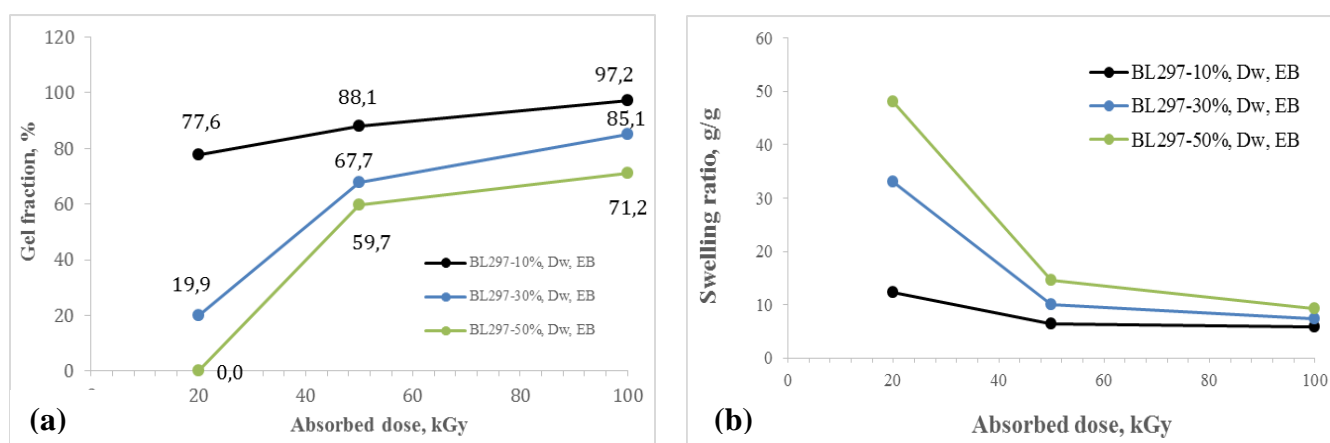 120
100
80
60
40
20
0
Gel fraction, %
77,6
88,1
97,2
85,1
67,7
19,9
59,7
71,2
0,0
BL297-10%, Dw, EB
BL297-30%, Dw, EB
BL297-50%, Dw, EB
- 20 40 60 80 100
Absorbed dose, kGy
(a)
60
50
40
30
20
10
0
Swelling ratio, g/g
BL297-10%, Dw, EB
BL297-30%, Dw, EB
BL297-50%, Dw, EB
0 20 40 60 80 100
Absorbed dose, kGy
(b)